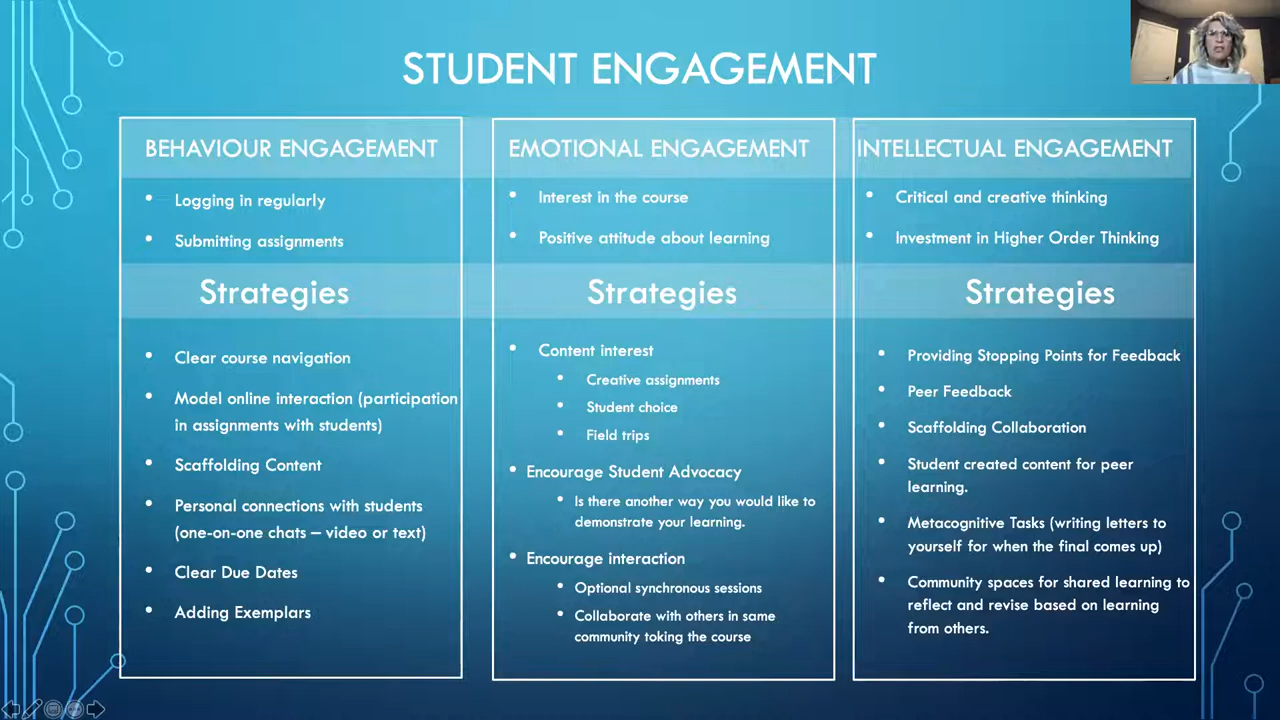 STUDENT ENGAGEMENT
BEHAVIOUR ENGAGEMENT
Logging in regularly
Submitting assignments
Strategies
Clear course navigation
Model online interaction (participation
in assignments with students)
Scaffolding Content
Personal connections with students
(one-on-one chats – video or text)
Clear Due Dates
Adding Exemplars
EMOTIONAL ENGAGEMENT
Interest in the course
Positive attitude about learning
Strategies
Content interest
Creative assignments
Student choice
Field trips
Encourage Student Advocacy
Is there another way you would like to
demonstrate your learning.
Encourage interaction
Optional synchronous sessions
Collaborate with others in same
community toking the course
INTELLECTUAL ENGAGEMENT
Critical and creative thinking
Investment in Higher Order Thinking
Strategies
Providing Stopping Points for Feedback
Peer Feedback
Scaffolding Collaboration
Student created content for peer
learning.
Metacognitive Tasks (writing letters to
yourself for when the final comes up)
Community spaces for shared learning to
reflect and revise based on learning
from others.